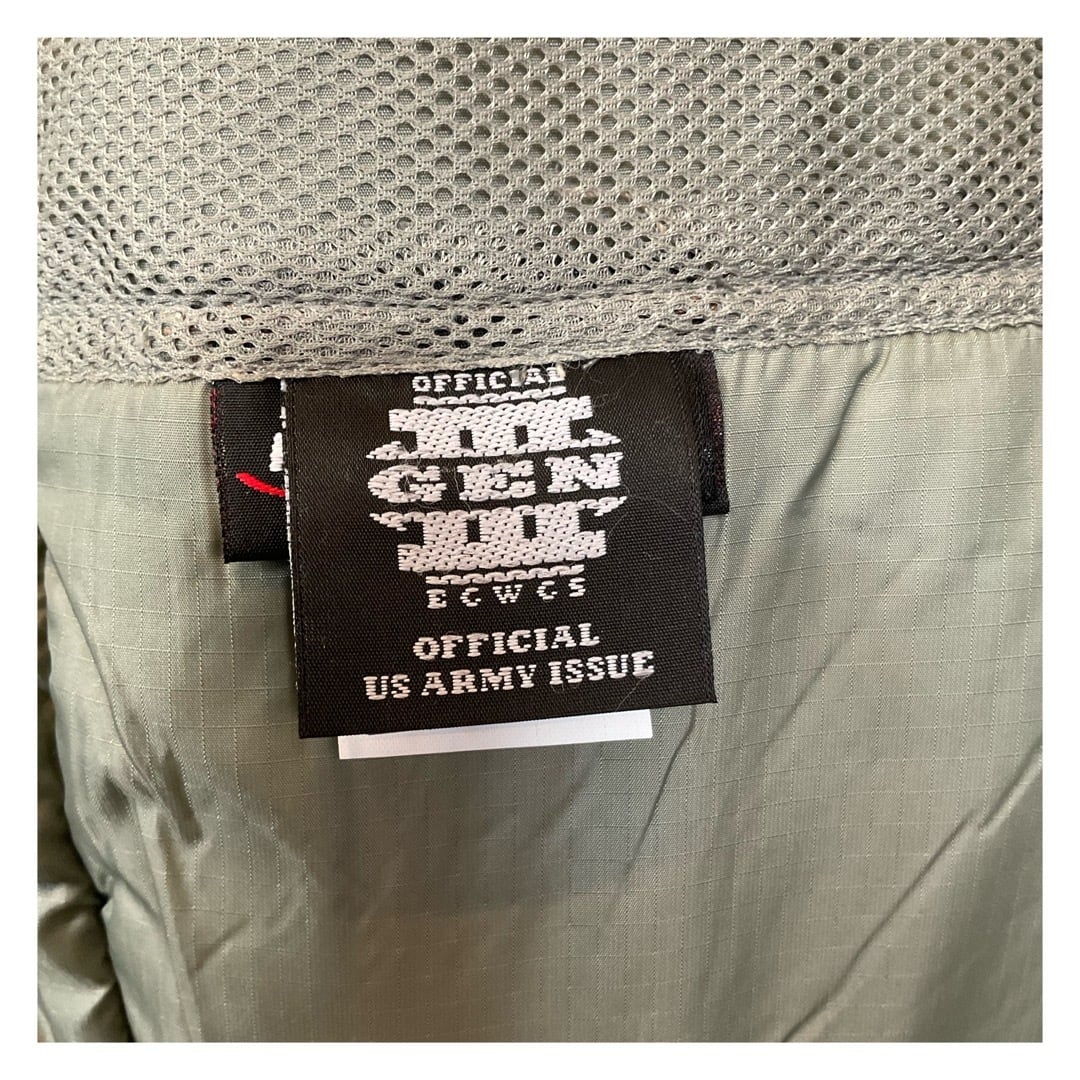 OFFICIAL
III
GEN
III
ECWCS
OFFICIAL
US ARMY ISSUE